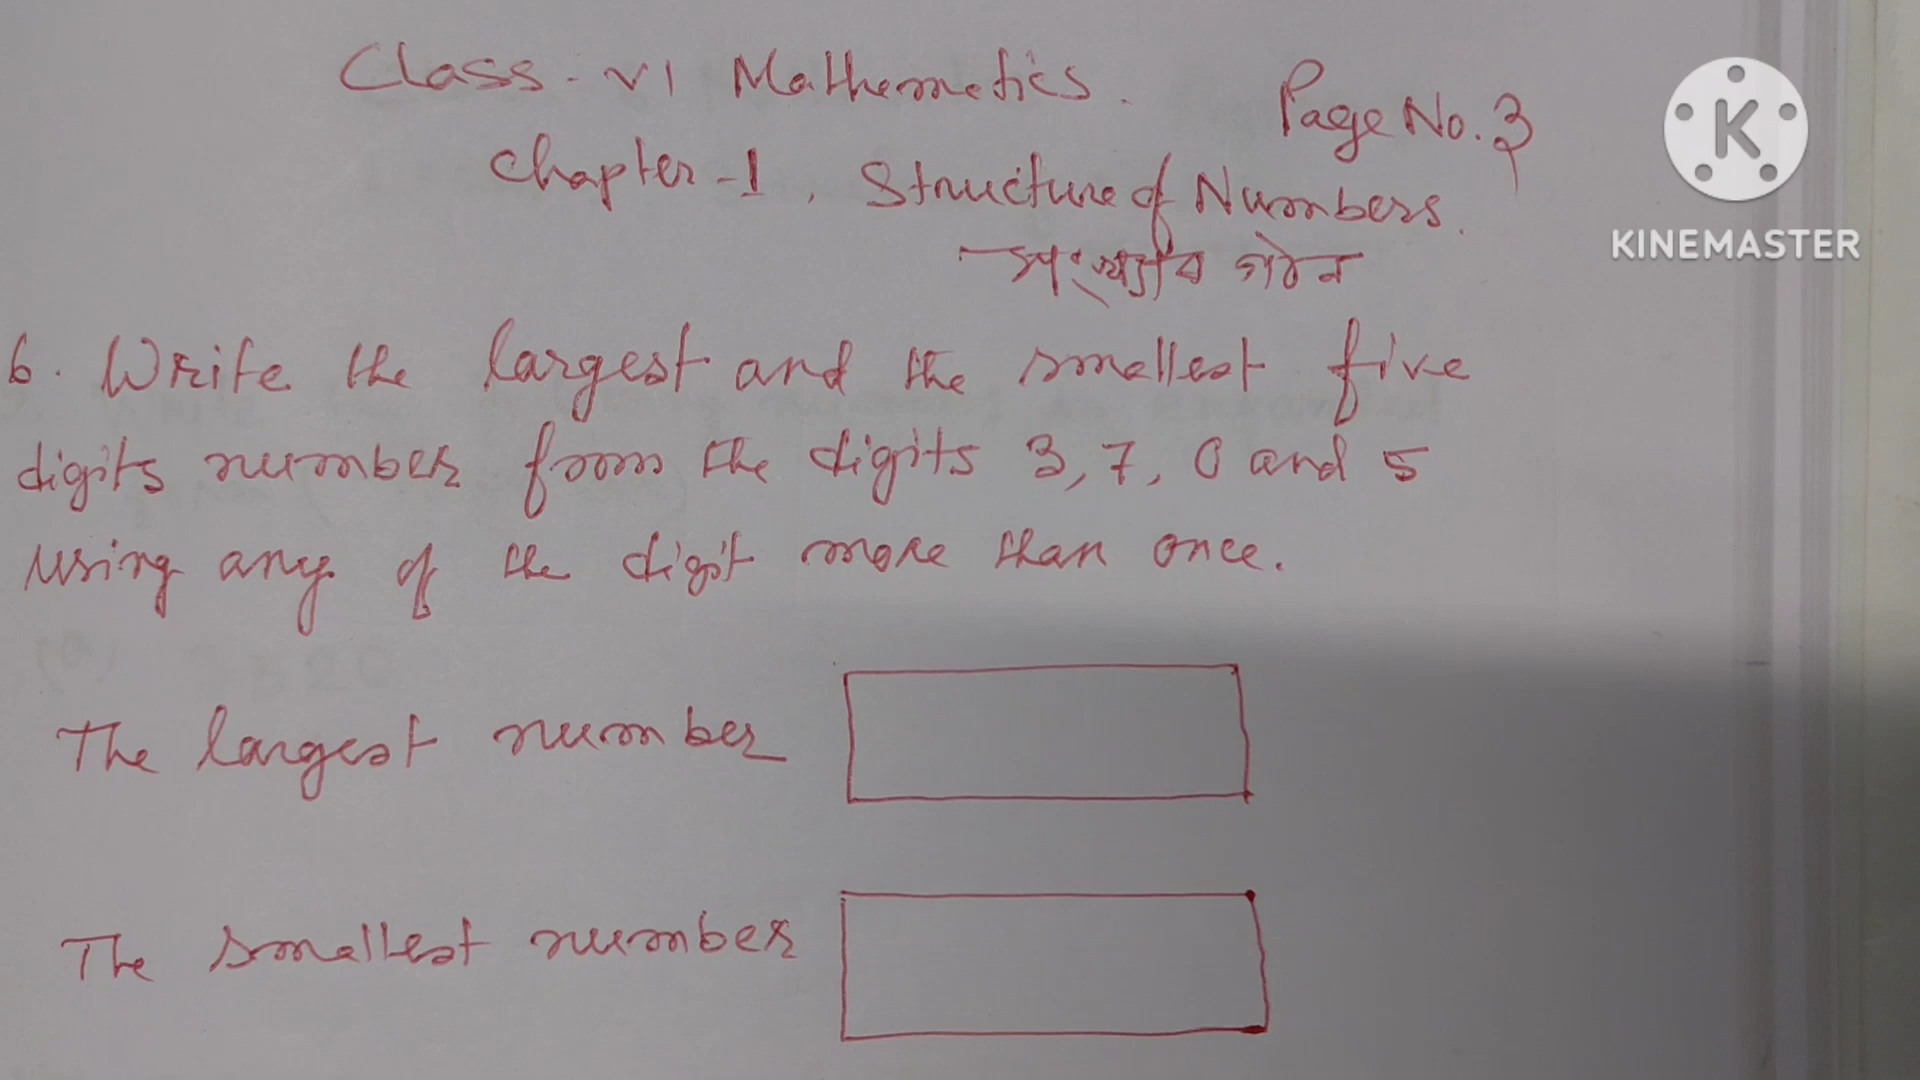 Class - VI Mathemetics.
Page No. 3
Chapter - 1, Structure of Numbers.
সংখ্যাৰ গঠন
6. Write the largest and the smallest five
digits number from the digits 3, 7, 0 and 5
using any of the digit more than once.
The largest number
The smallest number
K
KINEMASTER